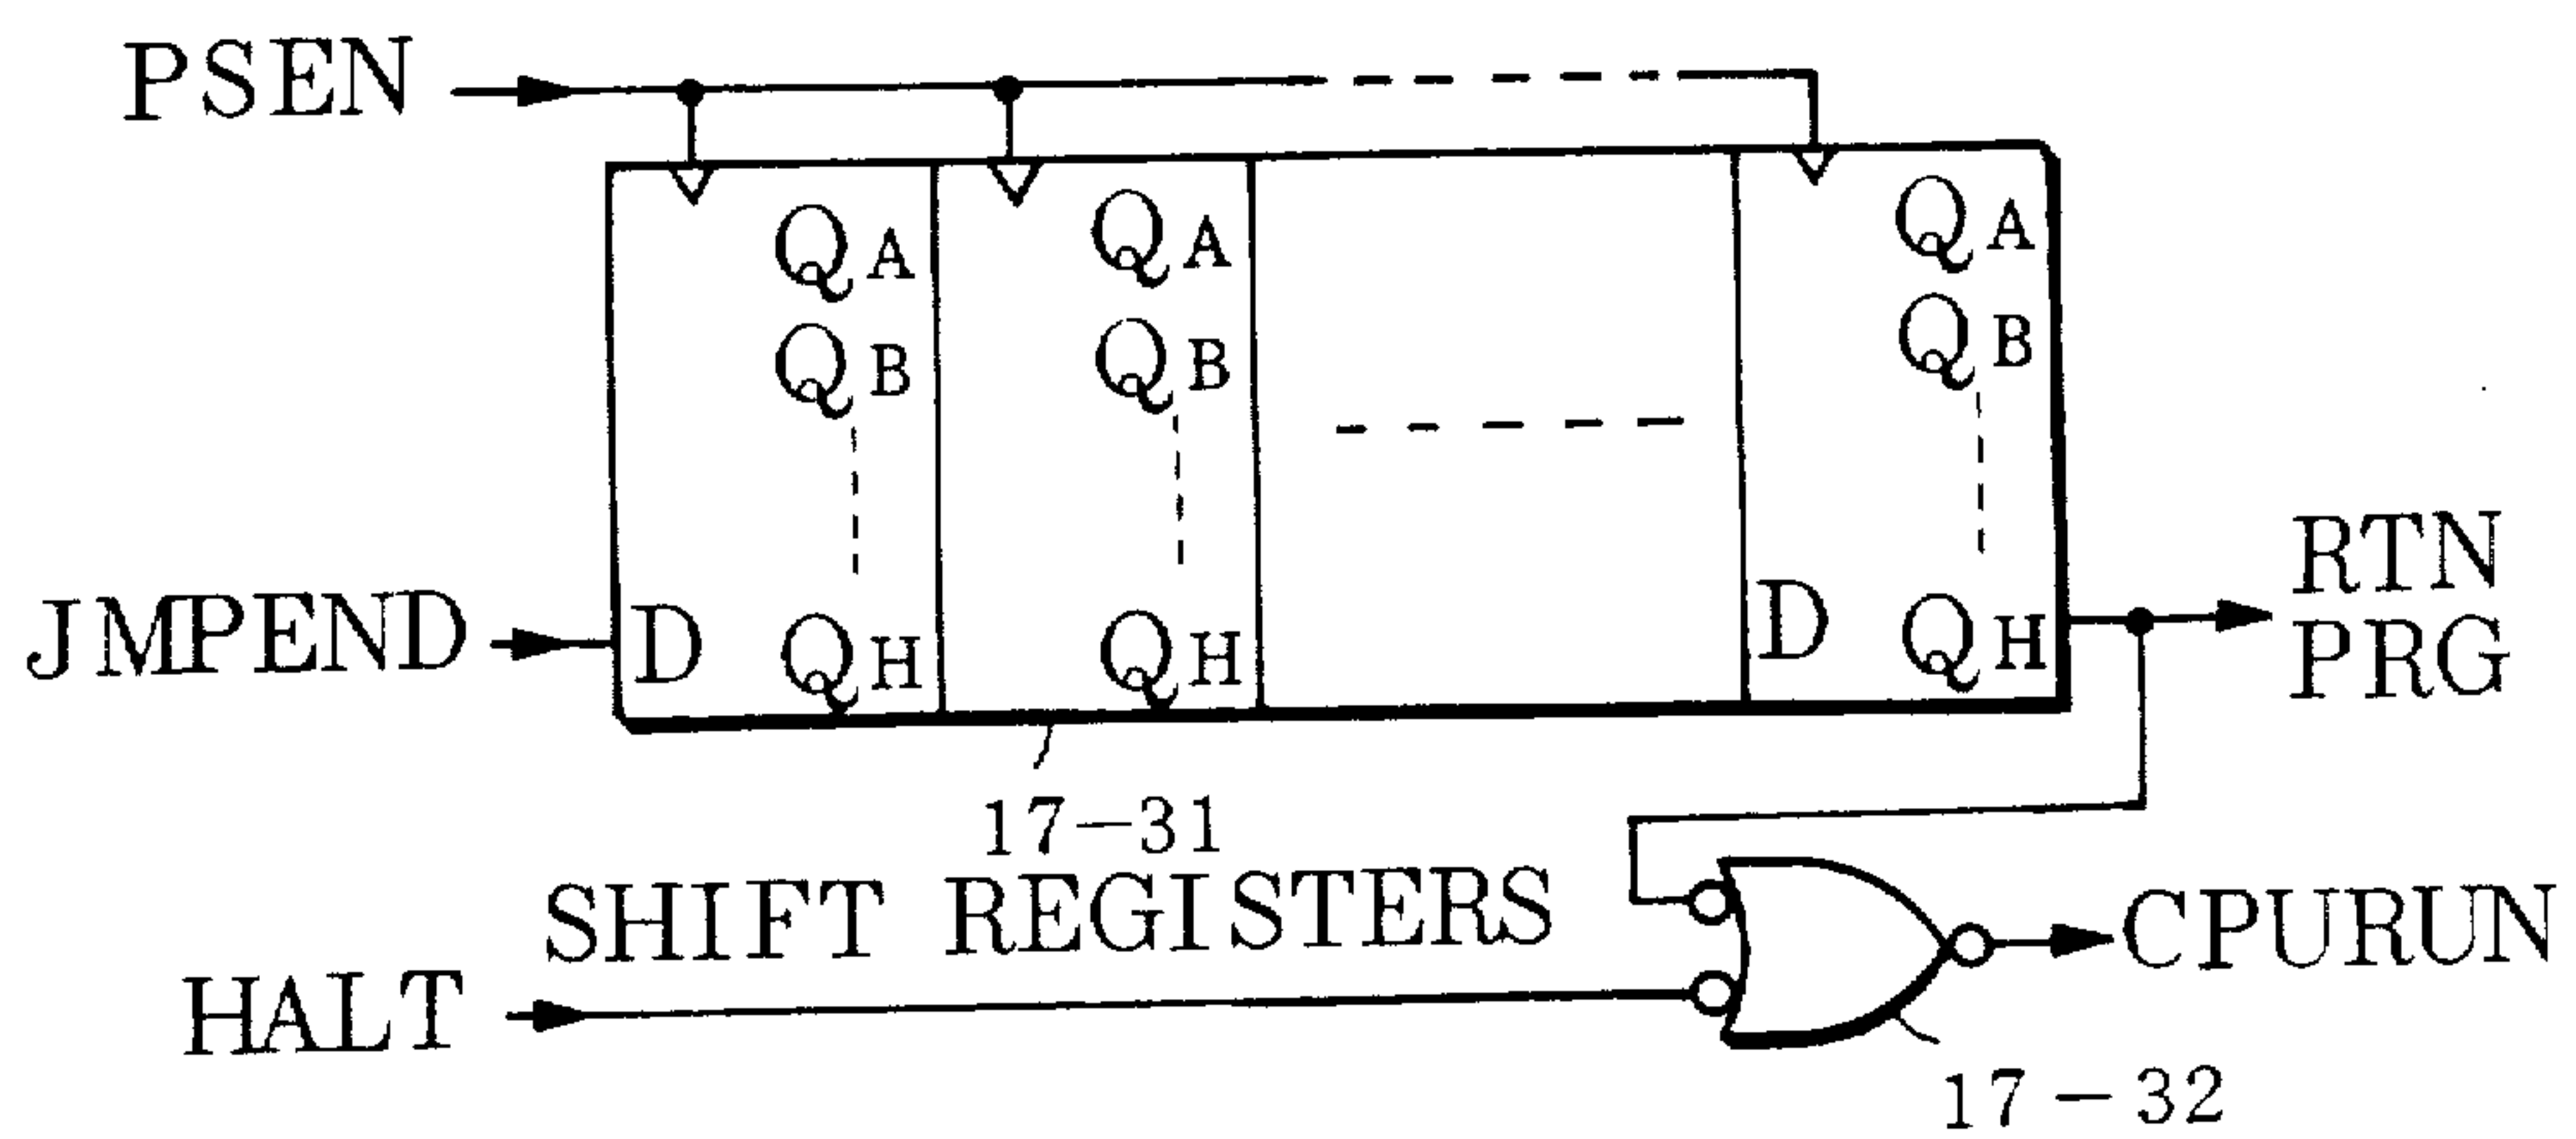 PSEN
QA QA QA
QB QB QB
JMPEND D QH QH D QH RTN
PRG
17-31
SHIFT REGISTERS
CPURUN
HALT
17-32